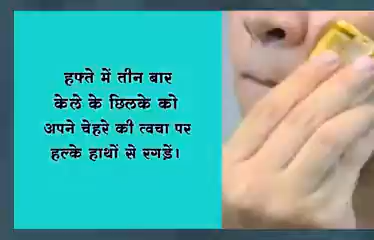 हफ्ते में तीन बार
केले के छिलके को
अपने चेहरे की त्वचा पर
हल्के हाथों से रगड़ें।